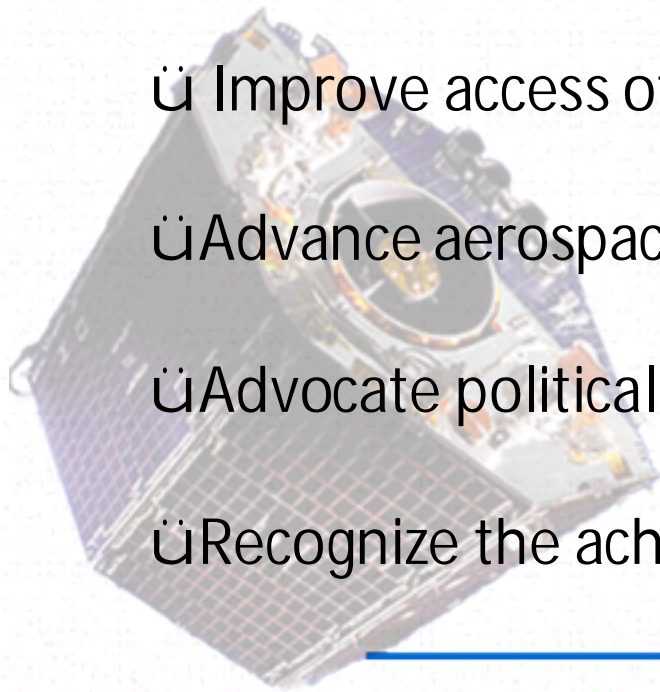 ü Improve access of
üAdvance aerospac
üAdvocate political
üRecognize the ach